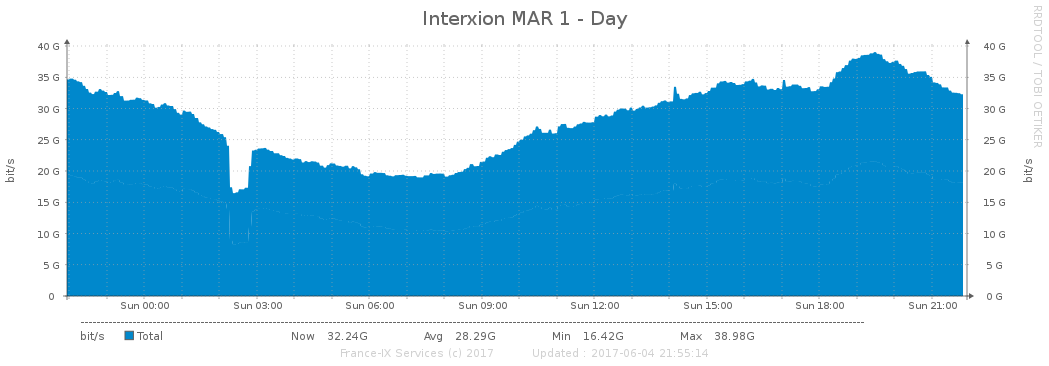 Interxion MAR 1 - Day
RRDTOOL / TOBI OETIKER
40 G 40 G
35 G 35 G
30 G 30 G
25 G 25 G
20 G 20 G
15 G 15 G
10 G 10 G
5 G 5 G
0 0 G
bit/s bit/s
Sun 00:00 Sun 03:00 Sun 06:00 Sun 09:00 Sun 12:00 Sun 15:00 Sun 18:00 Sun 21:00
bit/s Total Now 32.24G Avg 28.29G Min 16.42G Max 38.98G
France-IX Services (c) 2017 Updated : 2017-06-04 21:55:14